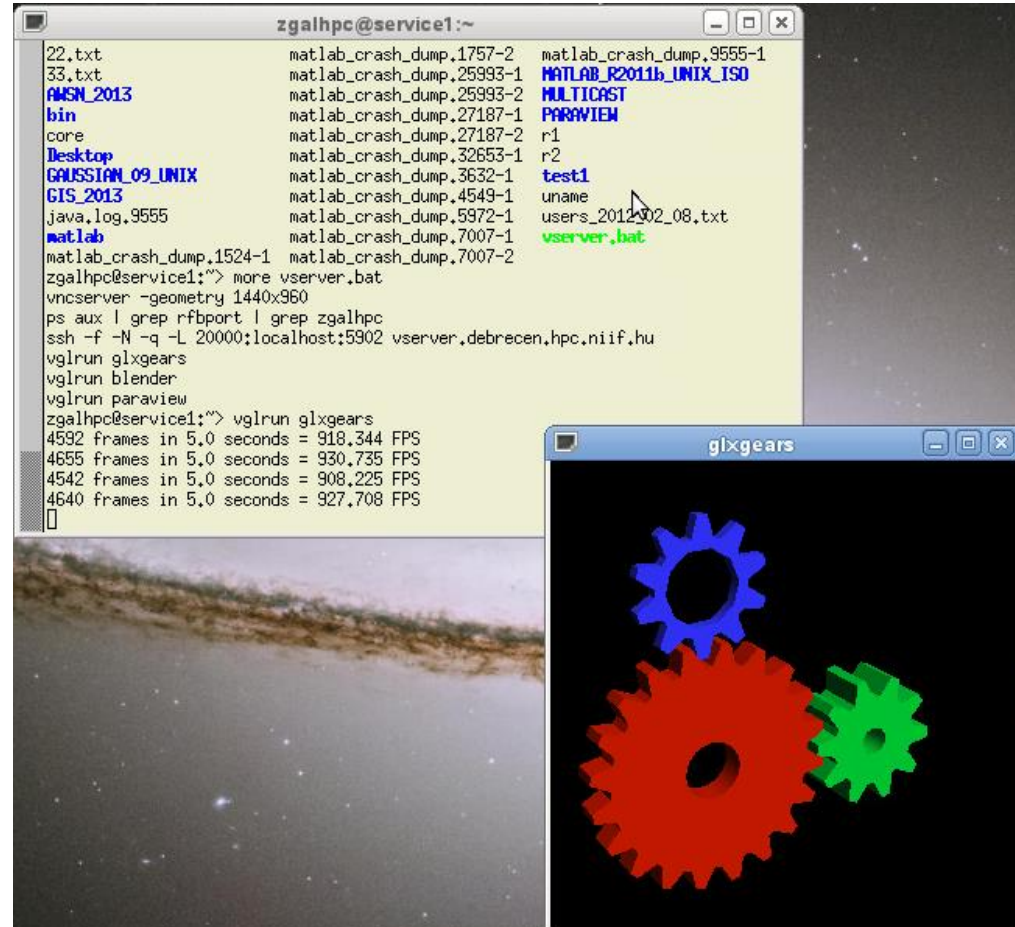 zgalhpc@service1:~
22.txt matlab_crash_dump.1757-2 matlab_crash_dump.9555-1
33.txt matlab_crash_dump.25993-1 MATLAB_R2011b_UNIX_ISO
AWSN_2013 matlab_crash_dump.25993-2 MULTICAST
bin matlab_crash_dump.27187-1 PARAVIEW
core matlab_crash_dump.27187-2 r1
Desktop matlab_crash_dump.32653-1 r2
GAUSSIAN_09_UNIX matlab_crash_dump.3632-1 test1
GIS_2013 matlab_crash_dump.4549-1 uname
java.log.9555 matlab_crash_dump.5972-1 users_2012_02_08.txt
matlab matlab_crash_dump.7007-1 vserver.bat
matlab_crash_dump.1524-1 matlab_crash_dump.7007-2
zgalhpc@service1:~> more vserver.bat
vncserver -geometry 1440x960
ps aux | grep rfbport | grep zgalhpc
ssh -f -N -q -L 20000:localhost:5902 vserver.debrecen.hpc.niif.hu
vglrun glxgears
vglrun blender
vglrun paraview
zgalhpc@service1:~> vglrun glxgears
4592 frames in 5.0 seconds = 918.344 FPS
4655 frames in 5.0 seconds = 930.735 FPS
4542 frames in 5.0 seconds = 908.225 FPS
4640 frames in 5.0 seconds = 927.708 FPS
glxgears